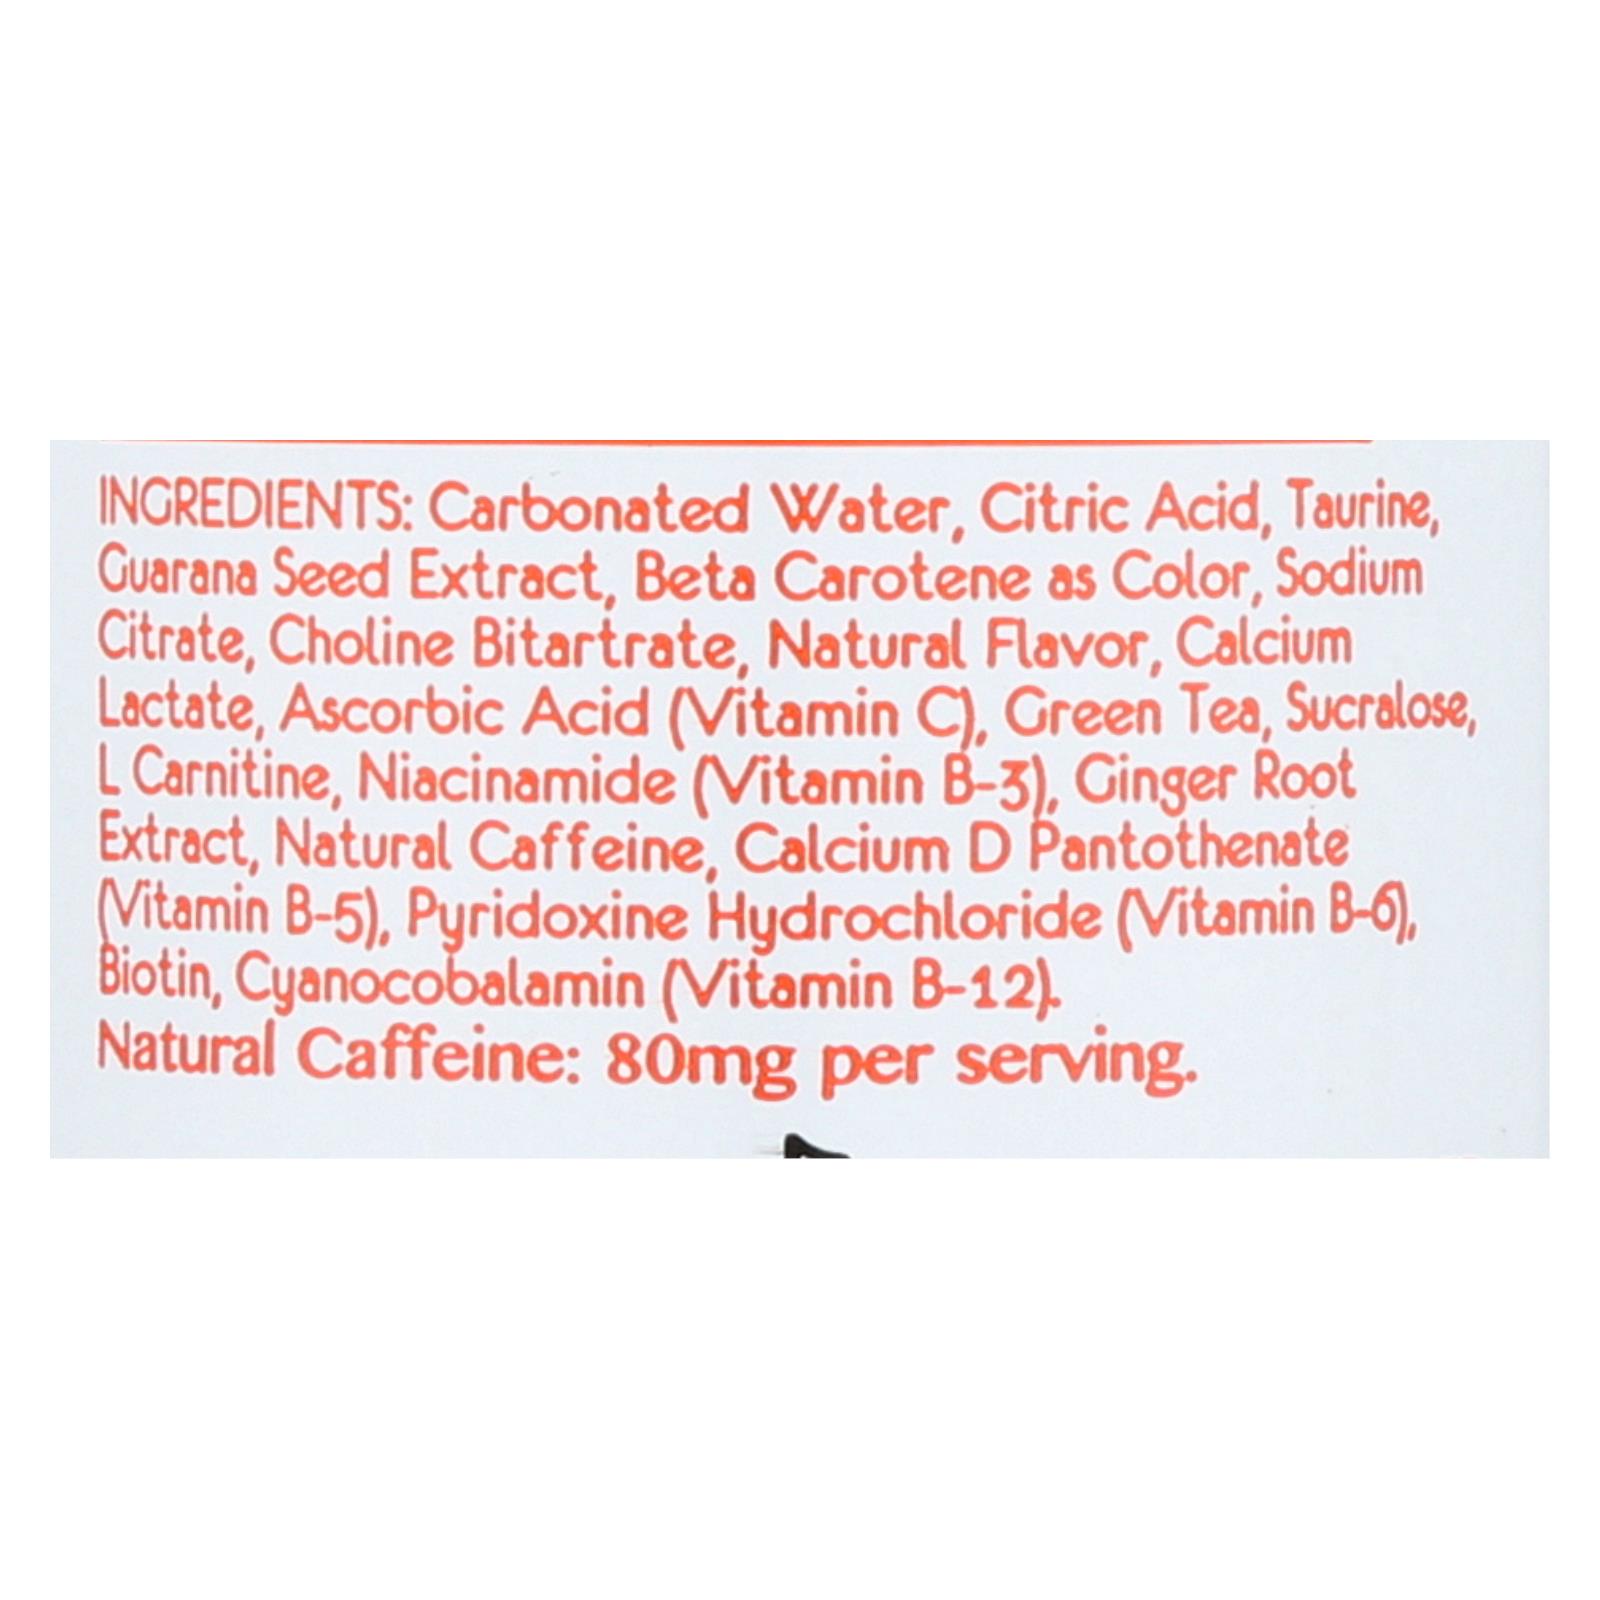 INGREDIENTS: Carbonated Water, Citric Acid, Taurine,
Guarana Seed Extract, Beta Carotene as Color, Sodium
Citrate, Choline Bitartrate, Natural Flavor, Calcium
Lactate, Ascorbic Acid (Vitamin C), Green Tea, Sucralose,
L Carnitine, Niacinamide (Vitamin B-3), Ginger Root
Extract, Natural Caffeine, Calcium D Pantothenate
(Vitamin B-5), Pyridoxine Hydrochloride (Vitamin B-6),
Biotin, Cyanocobalamin (Vitamin B-12).
Natural Caffeine: 80mg per serving.